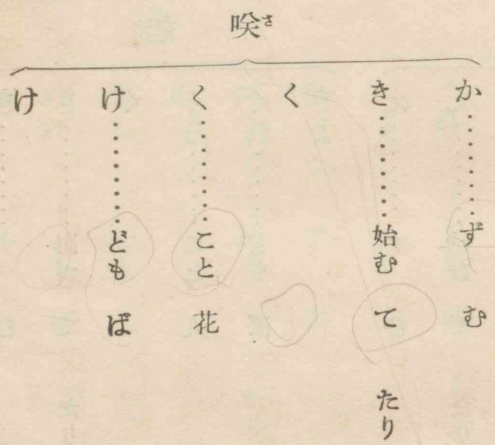 咲さ
か………ず む
き………始む て たり
く
く………こと 花
け………ども ば
け